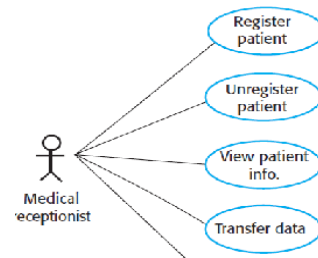 Register
patient
Unregister
patient
View patient
info.
Medical
receptionist
Transfer data